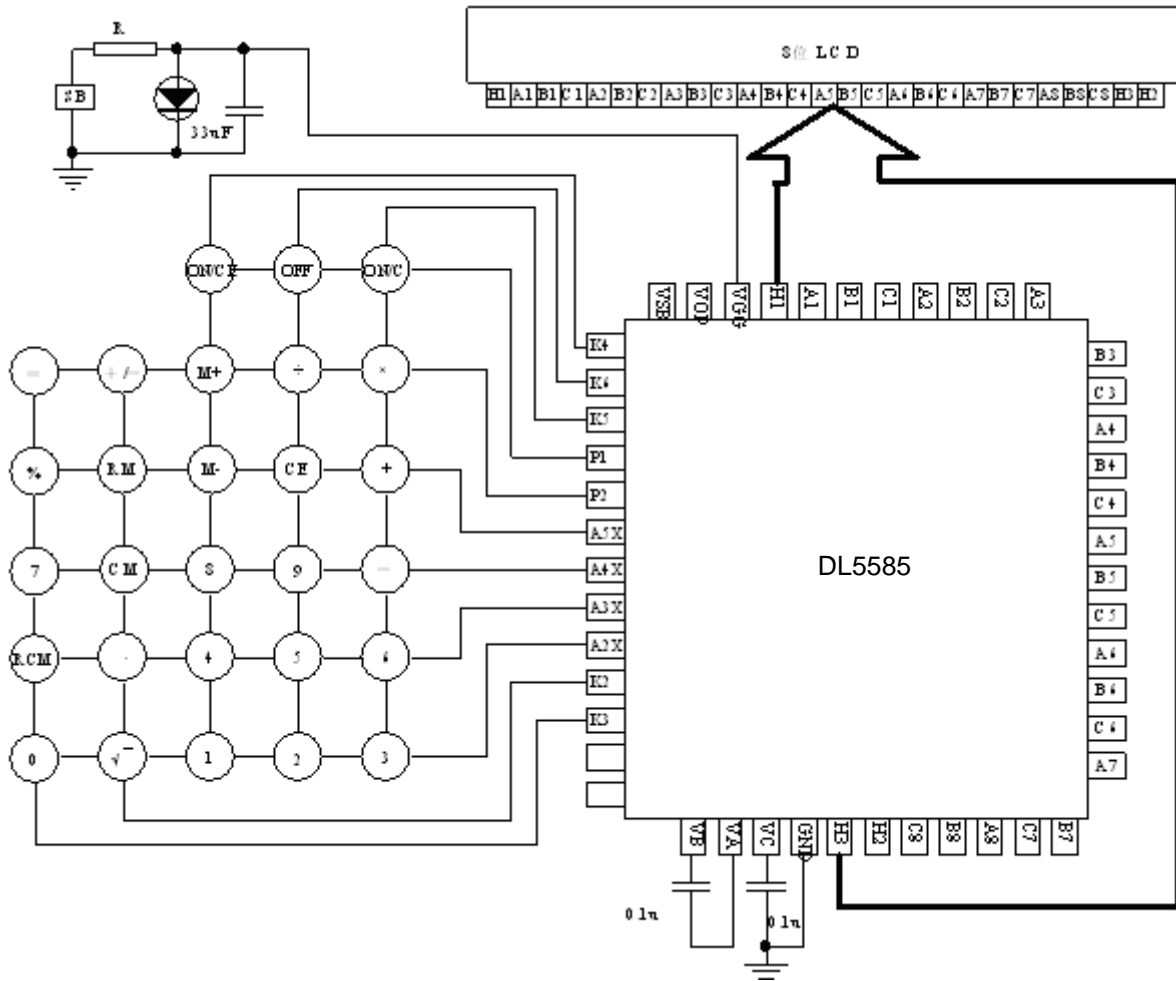 R
S位 LCD
SB
33uF
H1 A1 B1 C1 A2 B2 C2 A3 B3 C3 A4 B4 C4 A5 B5 C5 A6 B6 C6 A7 B7 C7 A8 B8 C8 H3 H2
ON/CE OFF ON/C
VSB VOP VGG H1 A1 B1 C1 A2 B2 C2 A3
= +/− M+ ÷ ×
% RM M- CE +
7 CM 8 9 −
RCM · 4 5 6
0 √ 1 2 3
K4
K6
K5
P1
P2
A5X
A4X
A3X
A2X
K2
K3
DL5585
B3
C3
A4
B4
C4
A5
B5
C5
A6
B6
C6
A7
VB VA VC GND H3 H2 C8 B8 A8 C7 B7
0.1u
0.1u